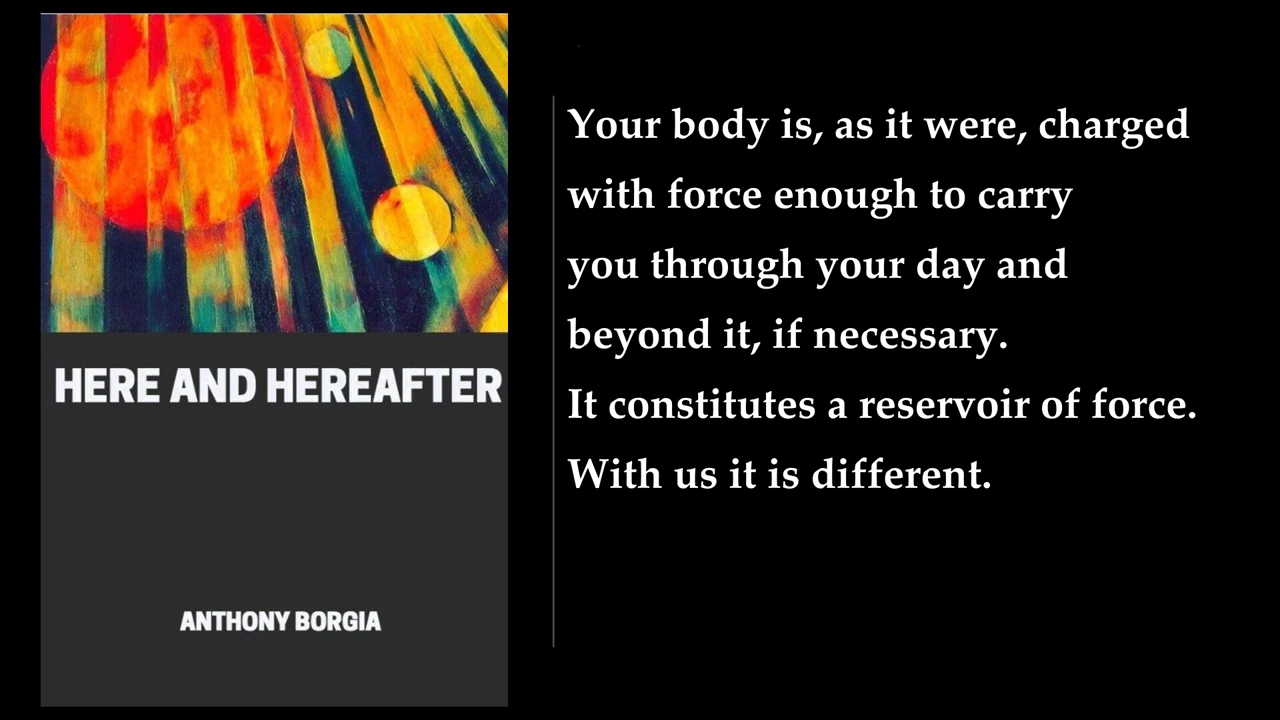 HERE AND HEREAFTER
ANTHONY BORGIA
Your body is, as it were, charged
with force enough to carry
you through your day and
beyond it, if necessary.
It constitutes a reservoir of force.
With us it is different.